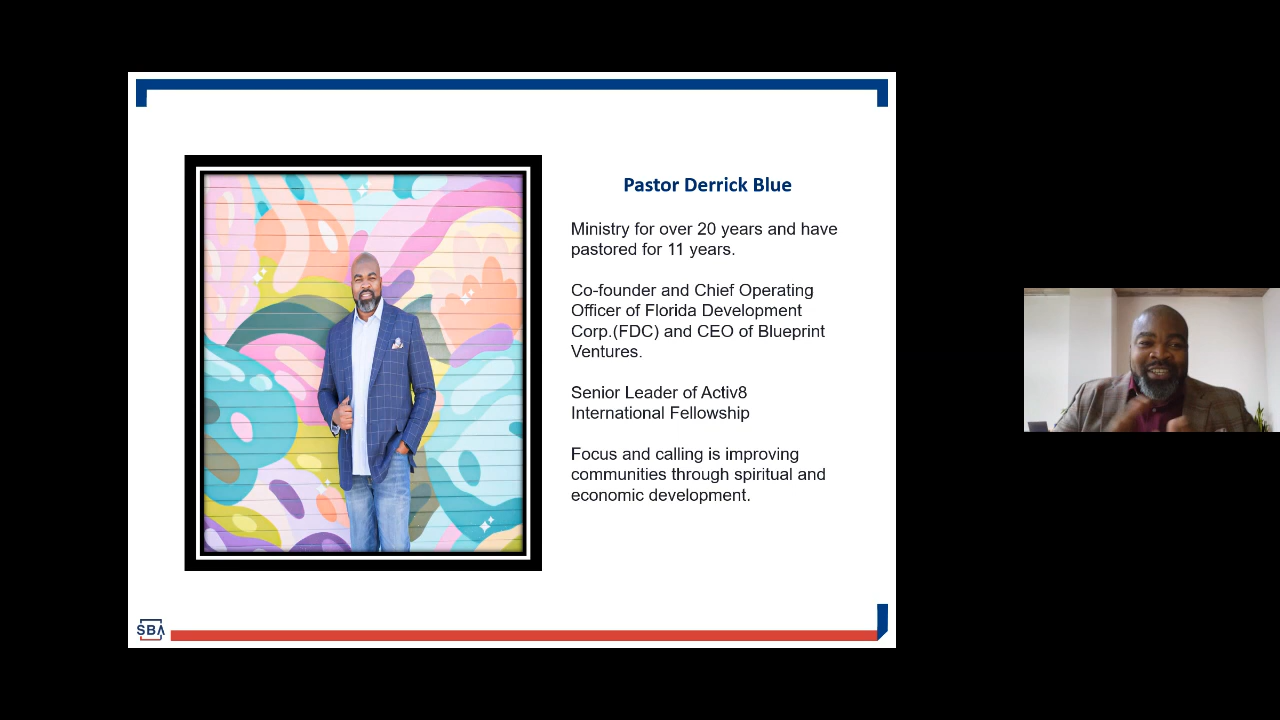 Pastor Derrick Blue
Ministry for over 20 years and have
pastored for 11 years.
Co-founder and Chief Operating
Officer of Florida Development
Corp.(FDC) and CEO of Blueprint
Ventures.
Senior Leader of Activ8
International Fellowship
Focus and calling is improving
communities through spiritual and
economic development.
SBA